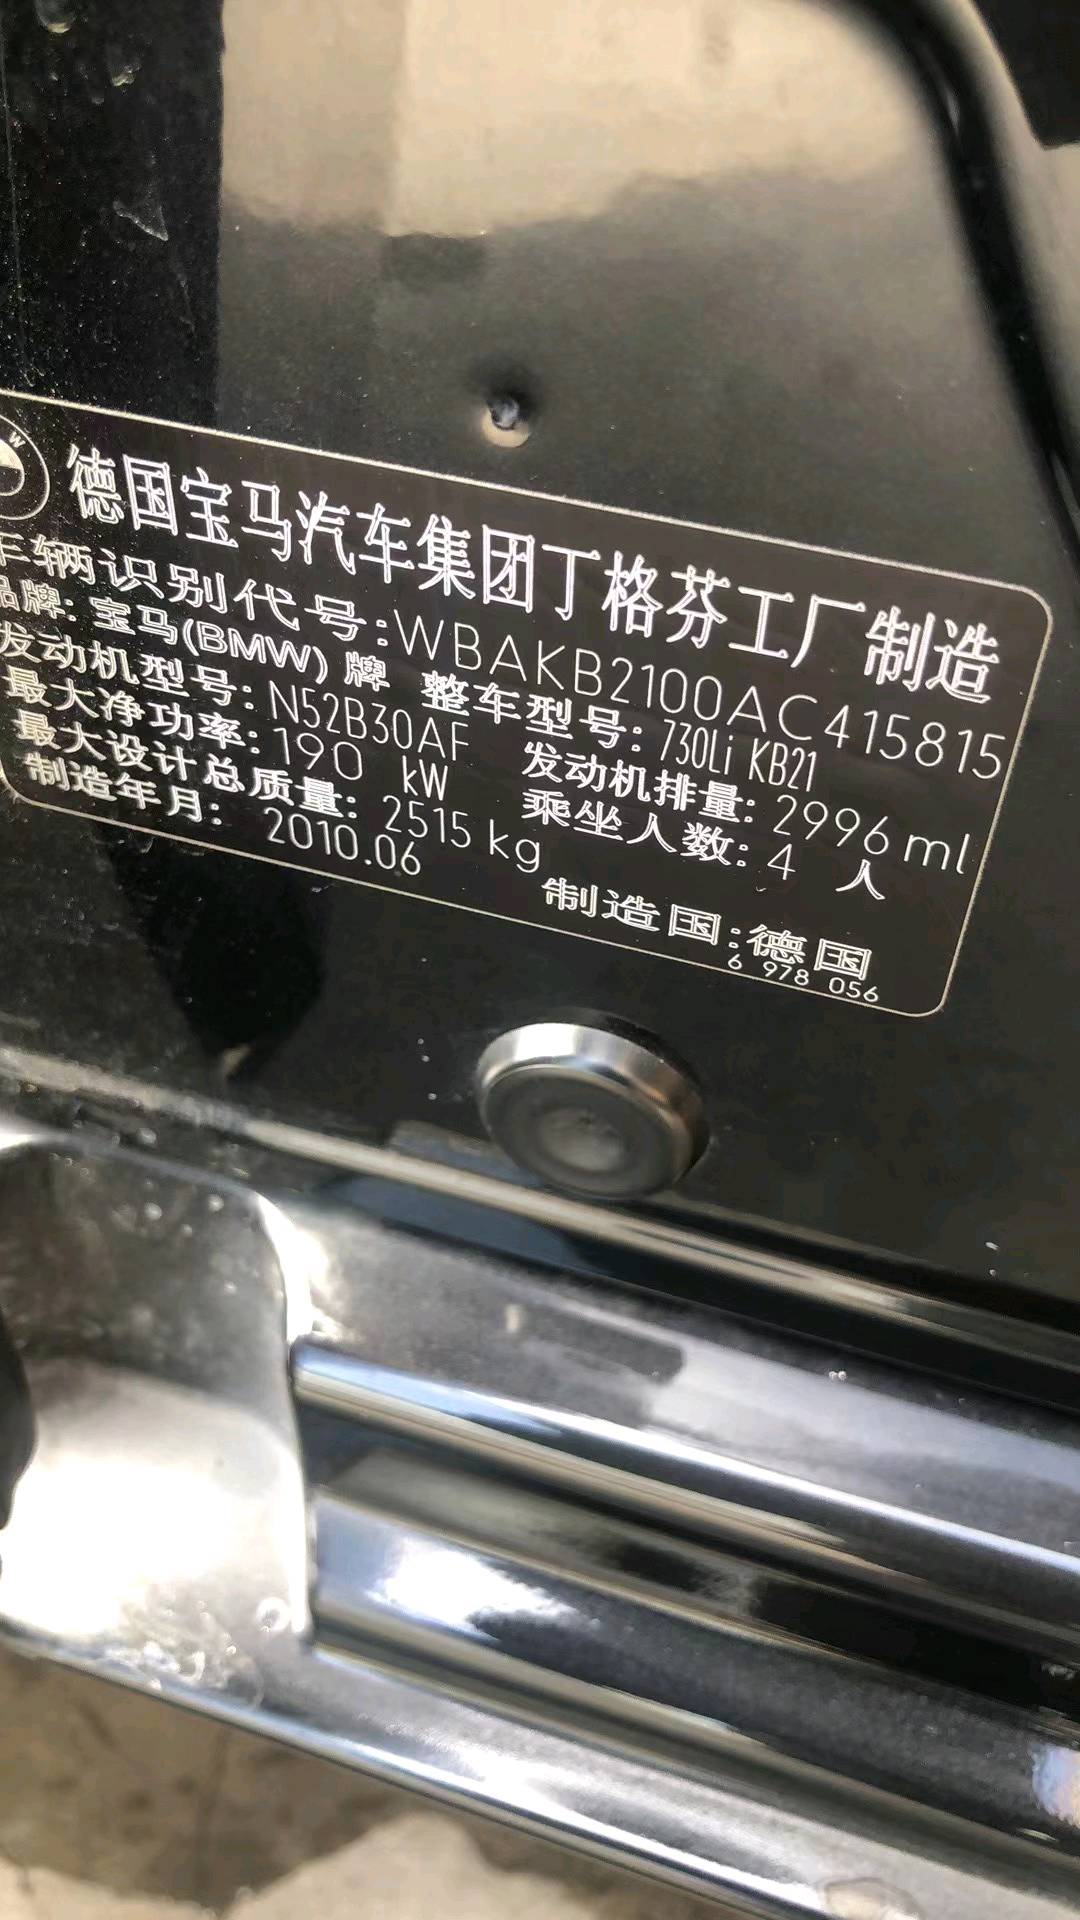 W
德国宝马汽车集团丁格芬工厂制造
车辆识别代号:WBAKB2100AC415815
品牌: 宝马(BMW) 牌 整车型号: 730Li KB21
发动机型号: N52B30AF 发动机排量: 2996 ml
最大净功率: 190 kW 乘坐人数: 4 人
最大设计总质量: 2515 kg
制造年月: 2010.06 制造国:德国
6 978 056